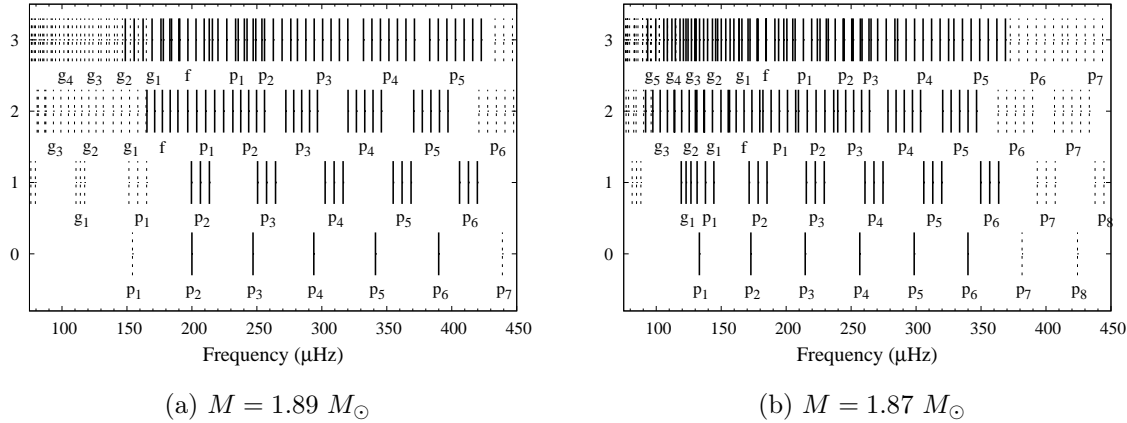 3
g4 g3 g2 g1 f p1 p2 p3 p4 p5
2
g3 g2 g1 f p1 p2 p3 p4 p5 p6
1
g1 p1 p2 p3 p4 p5 p6
0
p1 p2 p3 p4 p5 p6 p7
100 150 200 250 300 350 400 450
Frequency (μHz)
(a) M = 1.89 M⊙
3
g5 g4 g3 g2 g1 f p1 p2 p3 p4 p5 p6 p7
2
g3 g2 g1 f p1 p2 p3 p4 p5 p6 p7
1
g1 p1 p2 p3 p4 p5 p6 p7 p8
0
p1 p2 p3 p4 p5 p6 p7 p8
100 150 200 250 300 350 400 450
Frequency (μHz)
(b) M = 1.87 M⊙